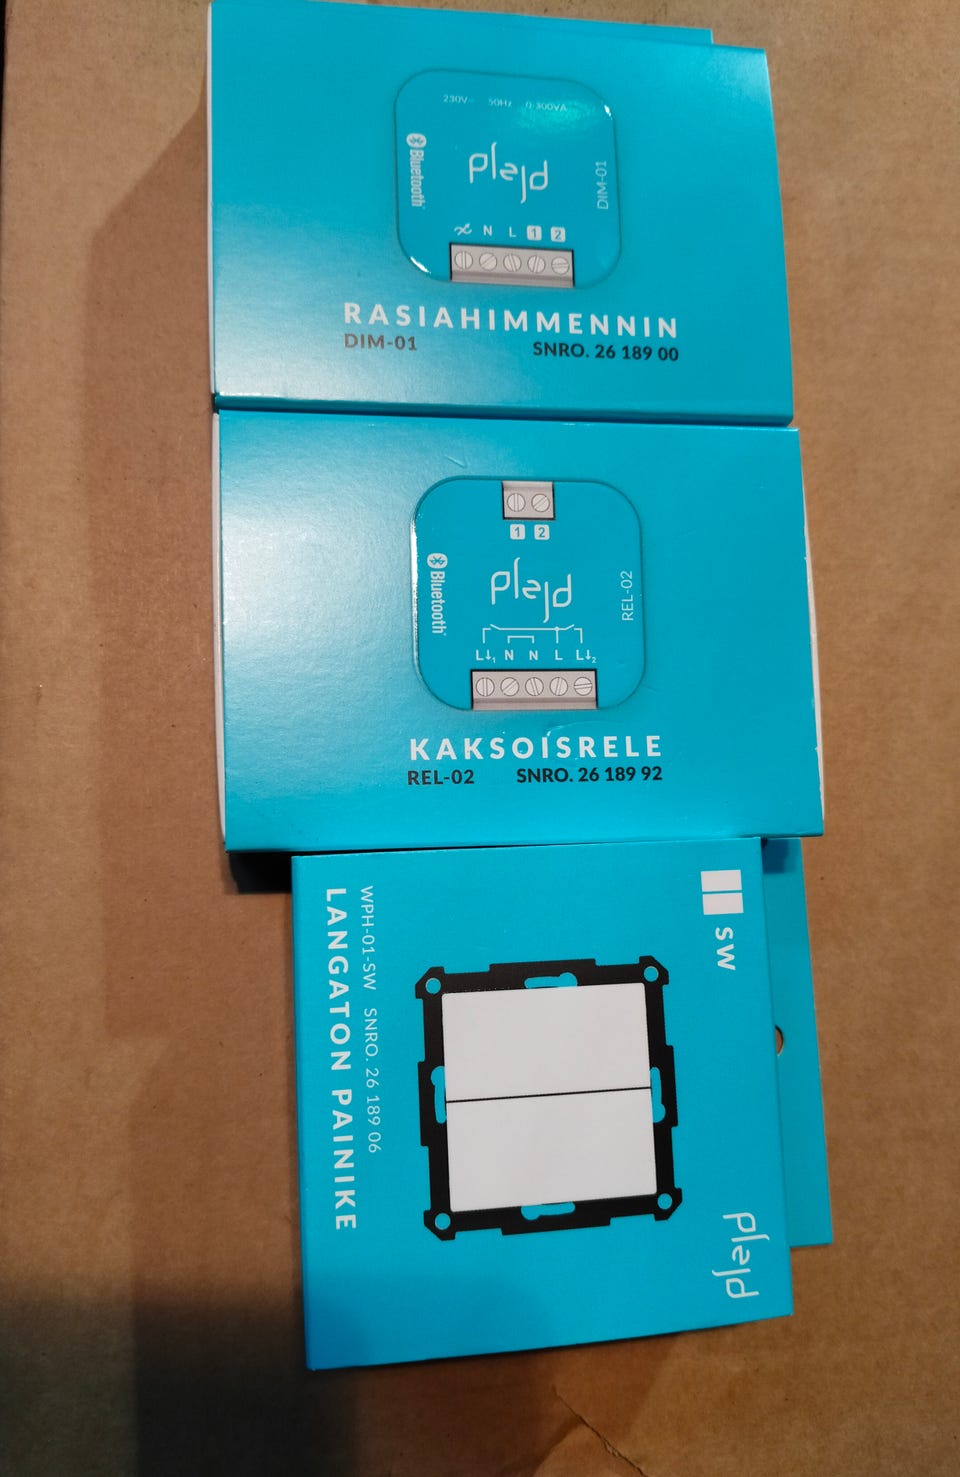 230V~ 50Hz 0-300VA
Bluetooth
plejd
DIM-01
N L 1 2
RASIAHIMMENNIN
DIM-01 SNRO. 26 189 00
1 2
Bluetooth
plejd
REL-02
L↓1 N N L L↓2
KAKSOISRELE
REL-02 SNRO. 26 189 92
SW
plejd
WPH-01-SW SNRO. 26 189 06
LANGATON PAINIKE